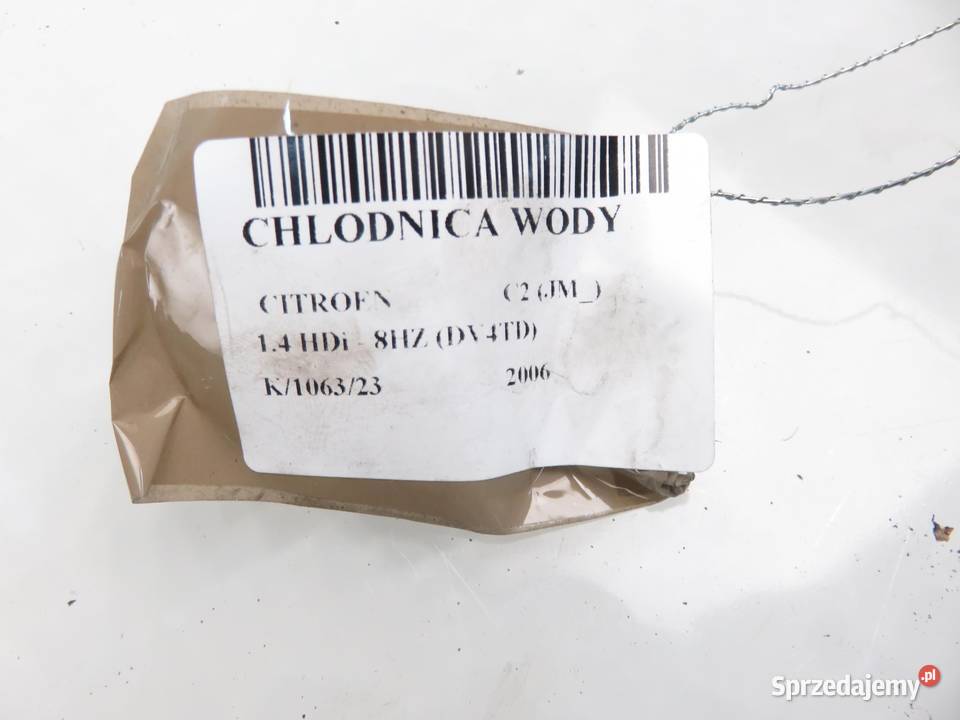 CHLODNICA WODY
CITROEN C2 (JM_)
1.4 HDi - 8HZ (DV4TD)
K/1063/23 2006
Sprzedajemy.pl